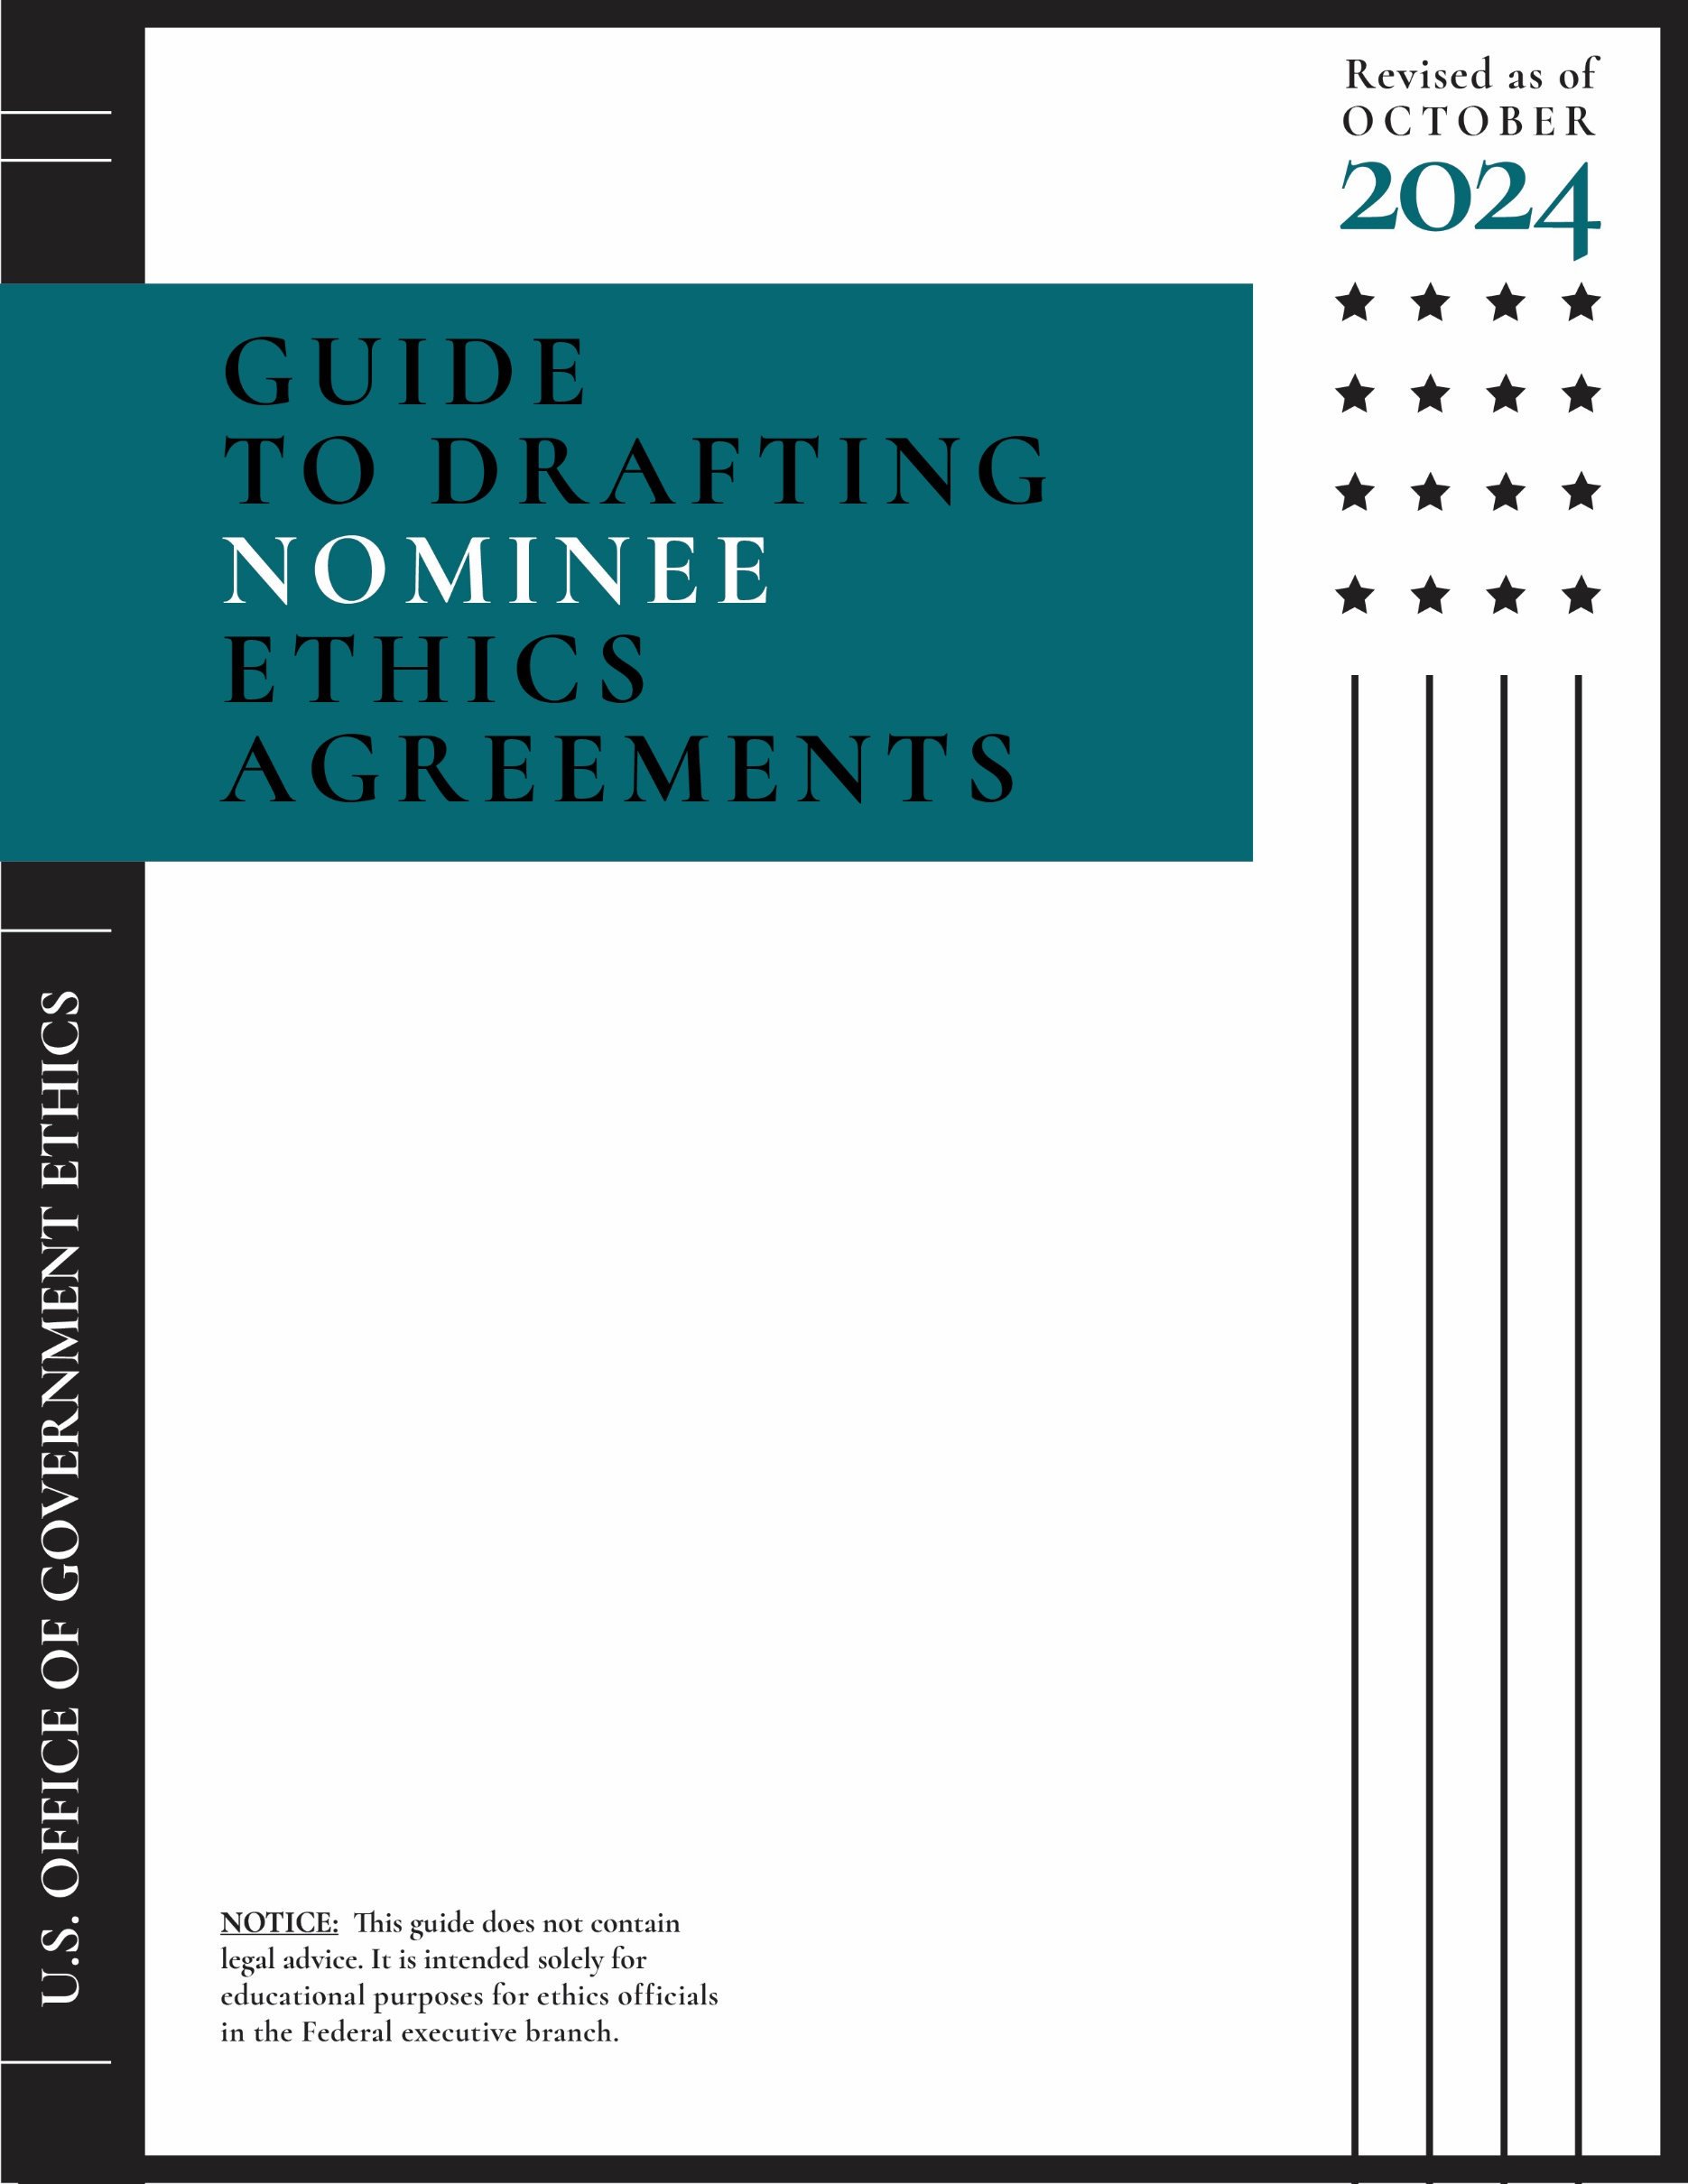 Revised as of
OCTOBER
2024
GUIDE
TO DRAFTING
NOMINEE
ETHICS
AGREEMENTS
U.S. OFFICE OF GOVERNMENT ETHICS
NOTICE: This guide does not contain
legal advice. It is intended solely for
educational purposes for ethics officials
in the Federal executive branch.